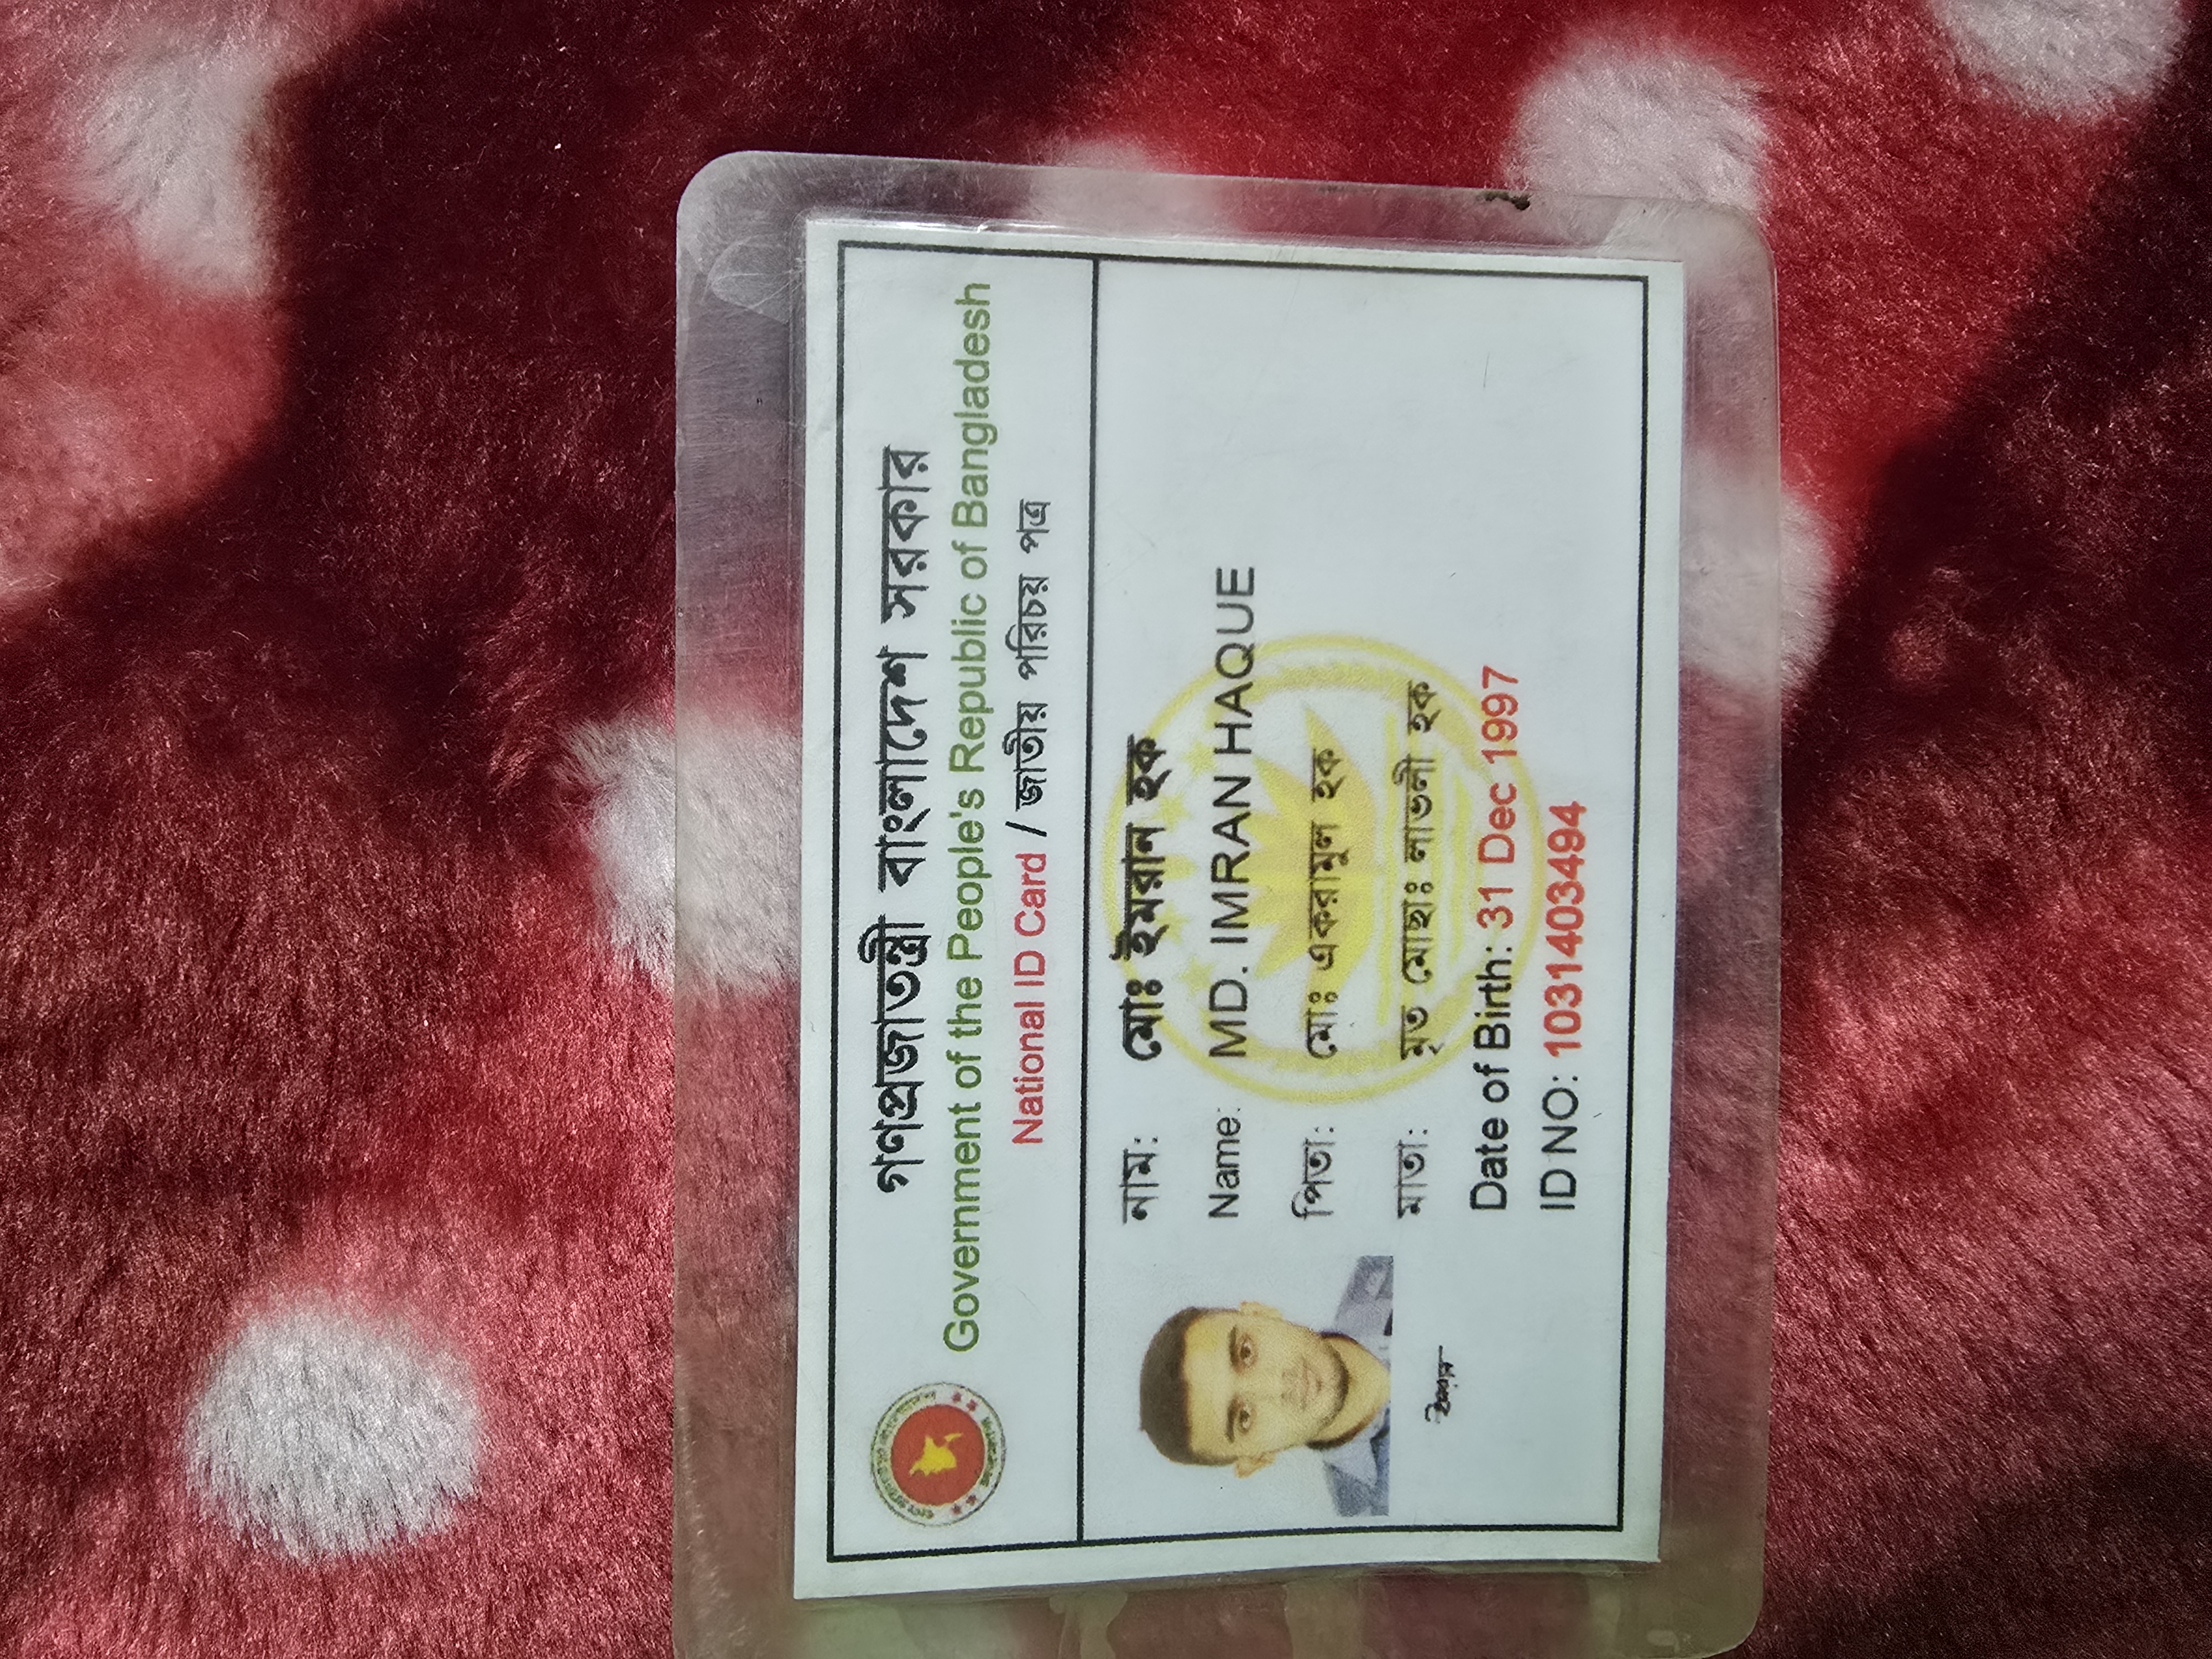 গণপ্রজাতন্ত্রী বাংলাদেশ সরকার
Government of the People's Republic of Bangladesh
National ID Card / জাতীয় পরিচয় পত্র
নাম: মোঃ ইমরান হক
Name: MD. IMRAN HAQUE
পিতা: মোঃ একরামুল হক
মাতা: মৃত মোছাঃ লাভলী হক
ইমরান
Date of Birth: 31 Dec 1997
ID NO: 1031403494